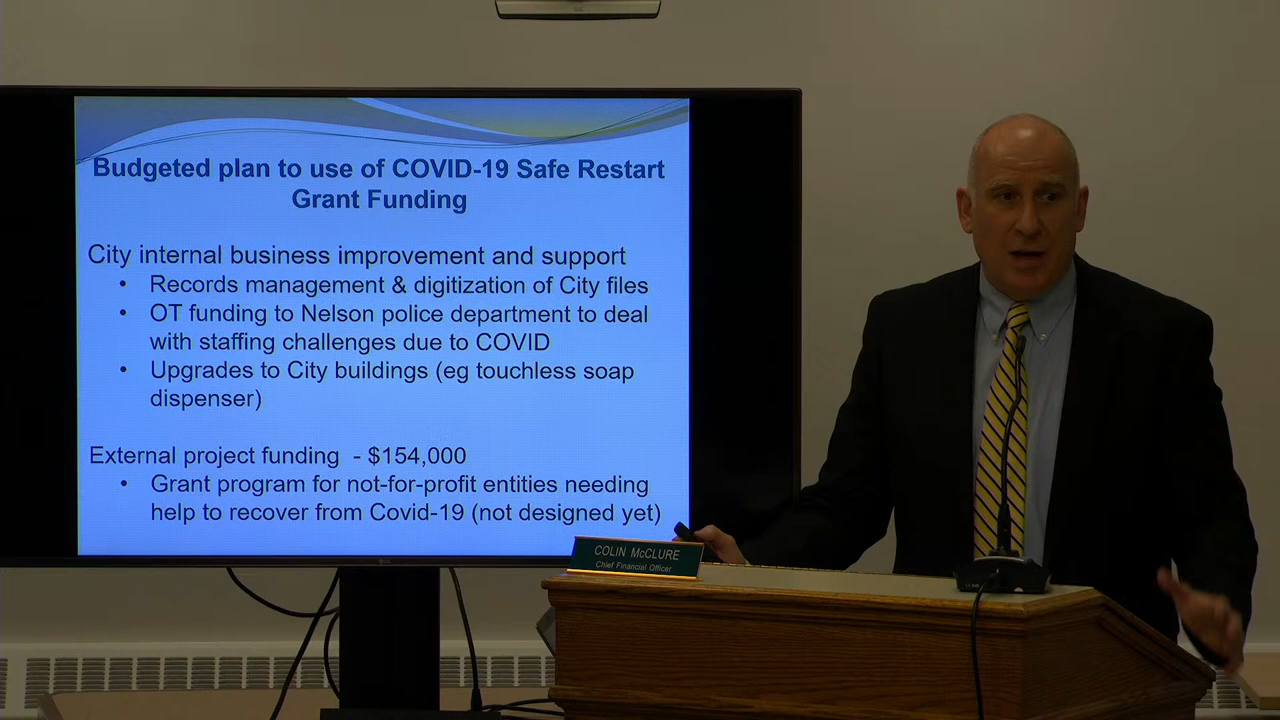 Budgeted plan to use of COVID-19 Safe Restart
Grant Funding
City internal business improvement and support
• Records management & digitization of City files
• OT funding to Nelson police department to deal
with staffing challenges due to COVID
• Upgrades to City buildings (eg touchless soap
dispenser)
External project funding - $154,000
• Grant program for not-for-profit entities needing
help to recover from Covid-19 (not designed yet)
COLIN McCLURE
Chief Financial Officer
LG